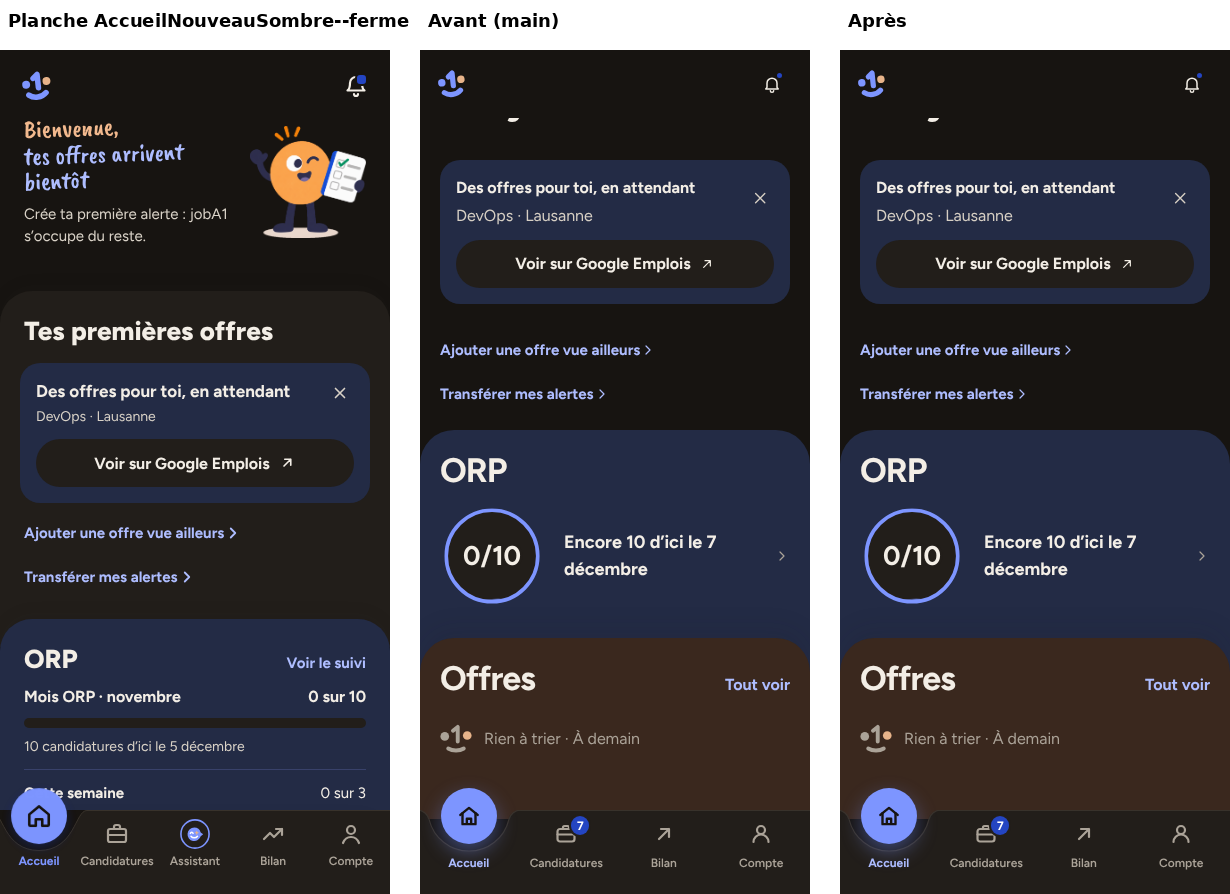 Planche AccueilNouveauSombre--ferme
Bienvenue,
tes offres arrivent
bientôt
Crée ta première alerte : jobA1
s’occupe du reste.
Tes premières offres
Des offres pour toi, en attendant
DevOps · Lausanne
Voir sur Google Emplois
Ajouter une offre vue ailleurs
Transférer mes alertes
ORP
Voir le suivi
Mois ORP · novembre
0 sur 10
10 candidatures d’ici le 5 décembre
semaine
0 sur 3
Accueil
Candidatures
Assistant
Bilan
Compte
Avant (main)
Des offres pour toi, en attendant
DevOps · Lausanne
Voir sur Google Emplois
Ajouter une offre vue ailleurs
Transférer mes alertes
ORP
0/10
Encore 10 d’ici le 7
décembre
Offres
Tout voir
Rien à trier · À demain
7
Accueil
Candidatures
Bilan
Compte
Après
Des offres pour toi, en attendant
DevOps · Lausanne
Voir sur Google Emplois
Ajouter une offre vue ailleurs
Transférer mes alertes
ORP
0/10
Encore 10 d’ici le 7
décembre
Offres
Tout voir
Rien à trier · À demain
7
Accueil
Candidatures
Bilan
Compte